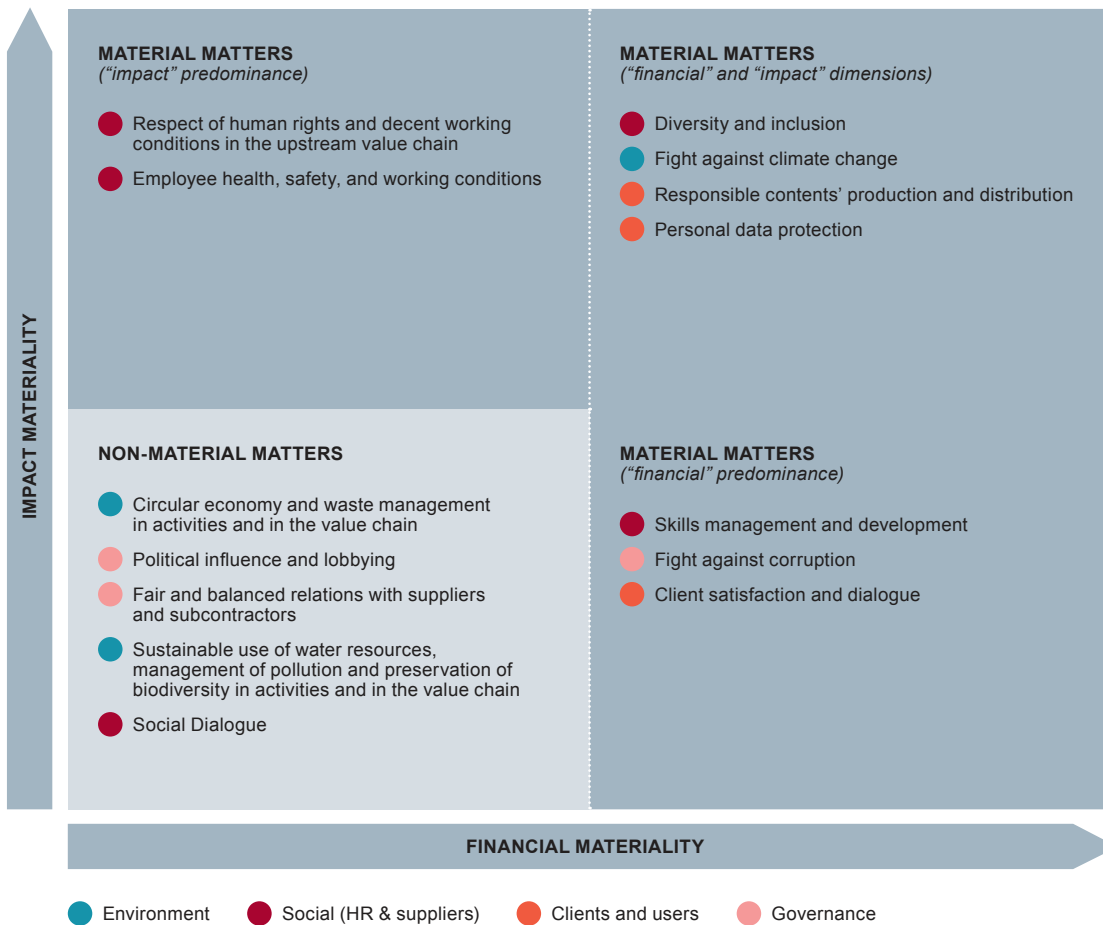 MATERIAL MATTERS
(“impact” predominance)
Respect of human rights and decent working
conditions in the upstream value chain
Employee health, safety, and working conditions
MATERIAL MATTERS
(“financial” and “impact” dimensions)
Diversity and inclusion
Fight against climate change
Responsible contents’ production and distribution
Personal data protection
IMPACT MATERIALITY
NON-MATERIAL MATTERS
Circular economy and waste management
in activities and in the value chain
Political influence and lobbying
Fair and balanced relations with suppliers
and subcontractors
Sustainable use of water resources,
management of pollution and preservation of
biodiversity in activities and in the value chain
Social Dialogue
MATERIAL MATTERS
(“financial” predominance)
Skills management and development
Fight against corruption
Client satisfaction and dialogue
FINANCIAL MATERIALITY
Environment
Social (HR & suppliers)
Clients and users
Governance